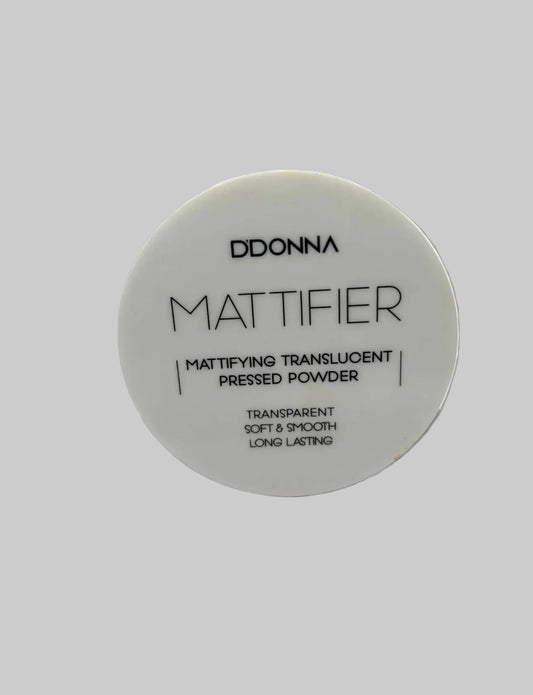 D'DONNA
MATTIFIER
MATTIFYING TRANSLUCENT
PRESSED POWDER
TRANSPARENT
SOFT & SMOOTH
LONG LASTING